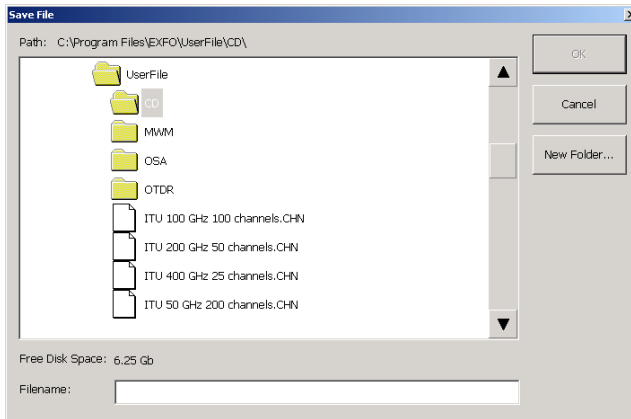 Save File
Path: C:\Program Files\EXFO\UserFile\CD\
OK
UserFile
CD
Cancel
MWM
New Folder...
OSA
OTDR
ITU 100 GHz 100 channels.CHN
ITU 200 GHz 50 channels.CHN
ITU 400 GHz 25 channels.CHN
ITU 50 GHz 200 channels.CHN
Free Disk Space: 6.25 Gb
Filename: